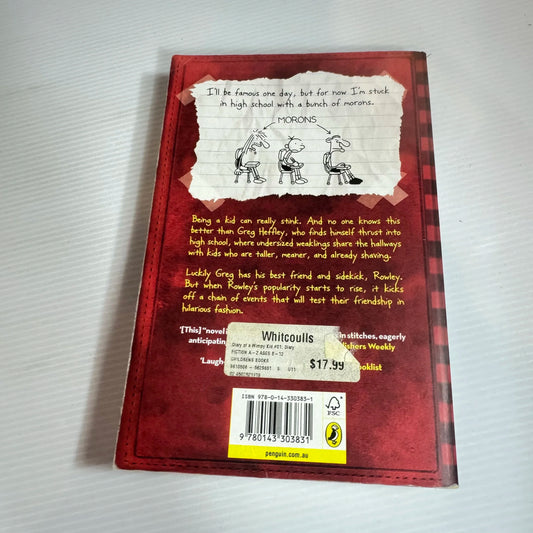 I'll be famous one day, but for now I'm stuck
in high school with a bunch of morons.
MORONS
Being a kid can really stink. And no one knows this
better than Greg Heffley, who finds himself thrust into
high school, where undersized weaklings share the hallways
with kids who are taller, meaner, and already shaving.
Luckily Greg has his best friend and sidekick, Rowley.
But when Rowley's popularity starts to rise, it kicks
off a chain of events that will test their friendship in
hilarious fashion.
'[This] novel in stitches, eagerly
anticipating ishers Weekly
'Laugh ooklist
Whitcoulls
Diary of a Wimpy Kid #01: Diary
FICTION A - Z AGES 8 - 12
CHILDRENS BOOKS
$17.99
ISBN 978-0-14-330383-1
9 780143 303831
FSC
penguin.com.au